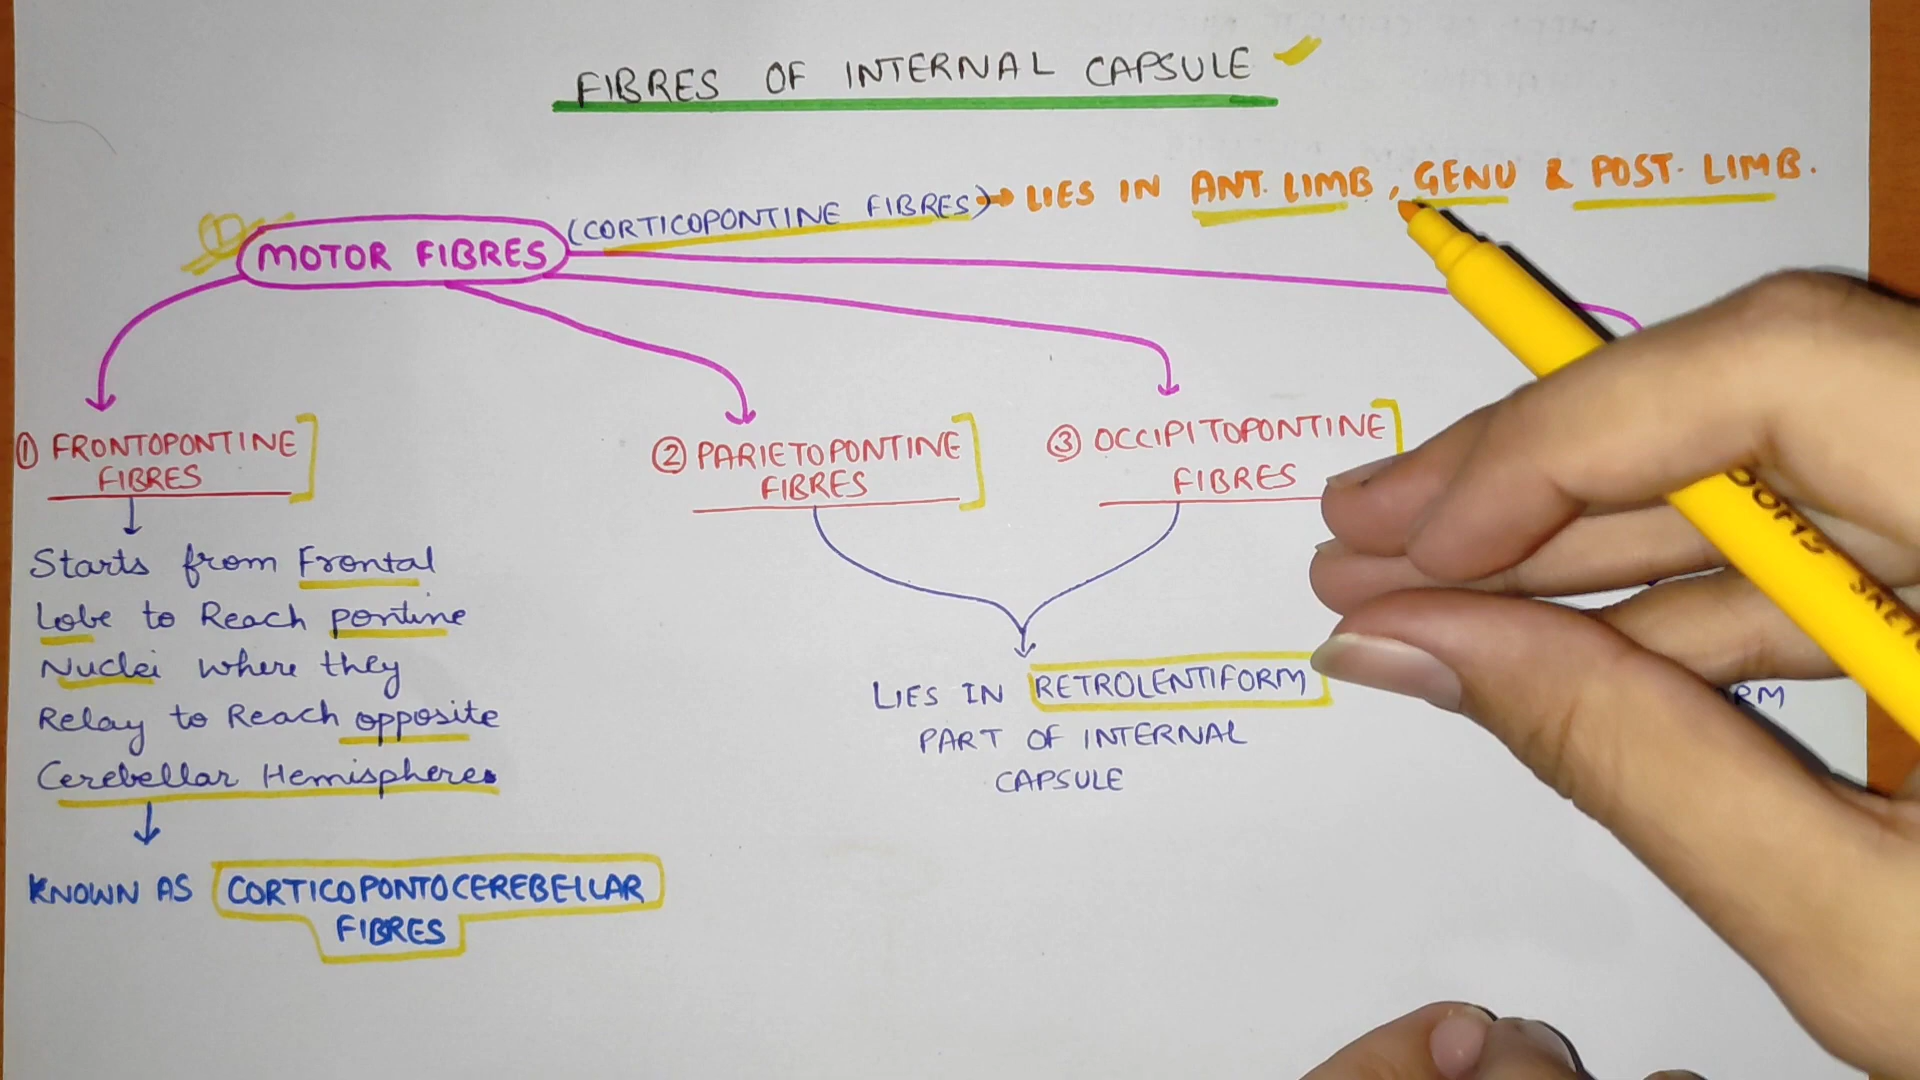 FIBRES OF INTERNAL CAPSULE
① MOTOR FIBRES (CORTICOPONTINE FIBRES) → LIES IN ANT. LIMB, GENU & POST. LIMB.
① FRONTOPONTINE
FIBRES
Starts from Frontal
Lobe to Reach pontine
Nuclei where they
Relay to Reach opposite
Cerebellar Hemisphere.
KNOWN AS CORTICOPONTOCEREBELLAR
FIBRES
② PARIETOPONTINE
FIBRES
③ OCCIPITOPONTINE
FIBRES
LIES IN RETROLENTIFORM
PART OF INTERNAL
CAPSULE